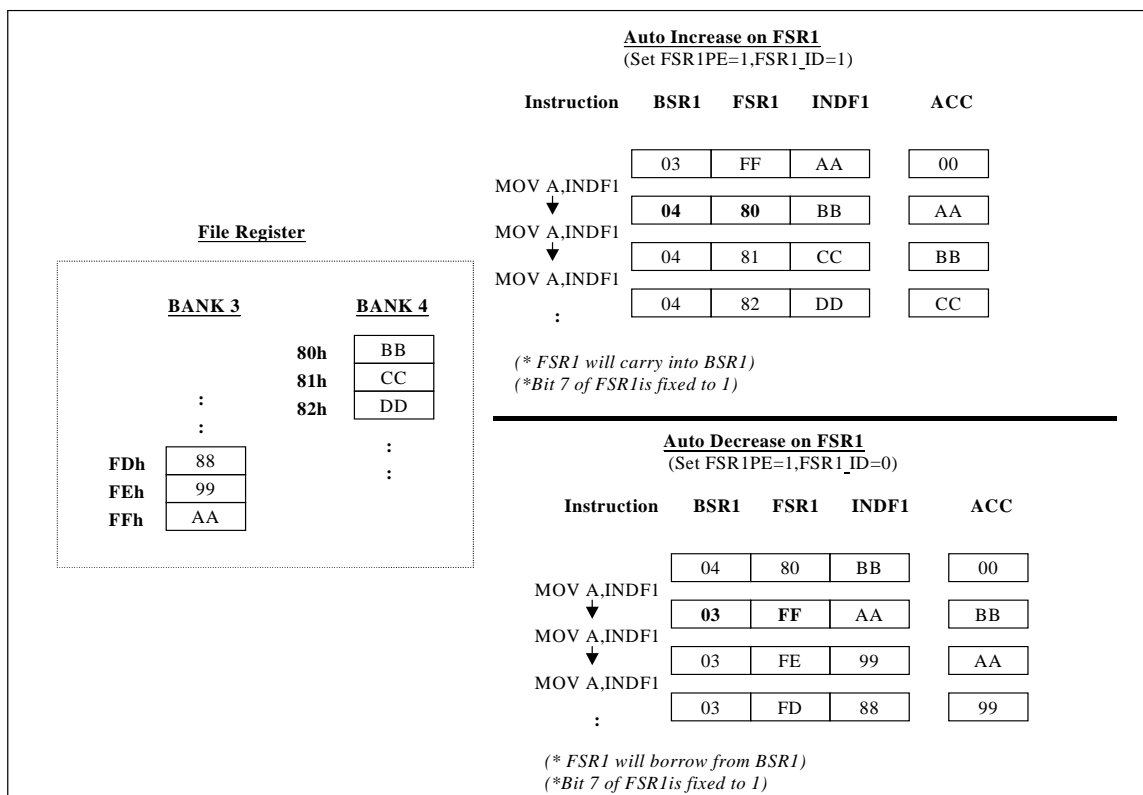 Auto Increase on FSR1
(Set FSR1PE=1,FSR1_ID=1)
Instruction BSR1 FSR1 INDF1 ACC
03 FF AA 00
MOV A,INDF1
04 80 BB AA
MOV A,INDF1
04 81 CC BB
MOV A,INDF1
04 82 DD CC
:
(* FSR1 will carry into BSR1)
(*Bit 7 of FSR1is fixed to 1)
File Register
BANK 3 BANK 4
80h BB
81h CC
82h DD
:
:
:
:
FDh 88
FEh 99
FFh AA
Auto Decrease on FSR1
(Set FSR1PE=1,FSR1_ID=0)
Instruction BSR1 FSR1 INDF1 ACC
04 80 BB 00
MOV A,INDF1
03 FF AA BB
MOV A,INDF1
03 FE 99 AA
MOV A,INDF1
03 FD 88 99
:
(* FSR1 will borrow from BSR1)
(*Bit 7 of FSR1is fixed to 1)